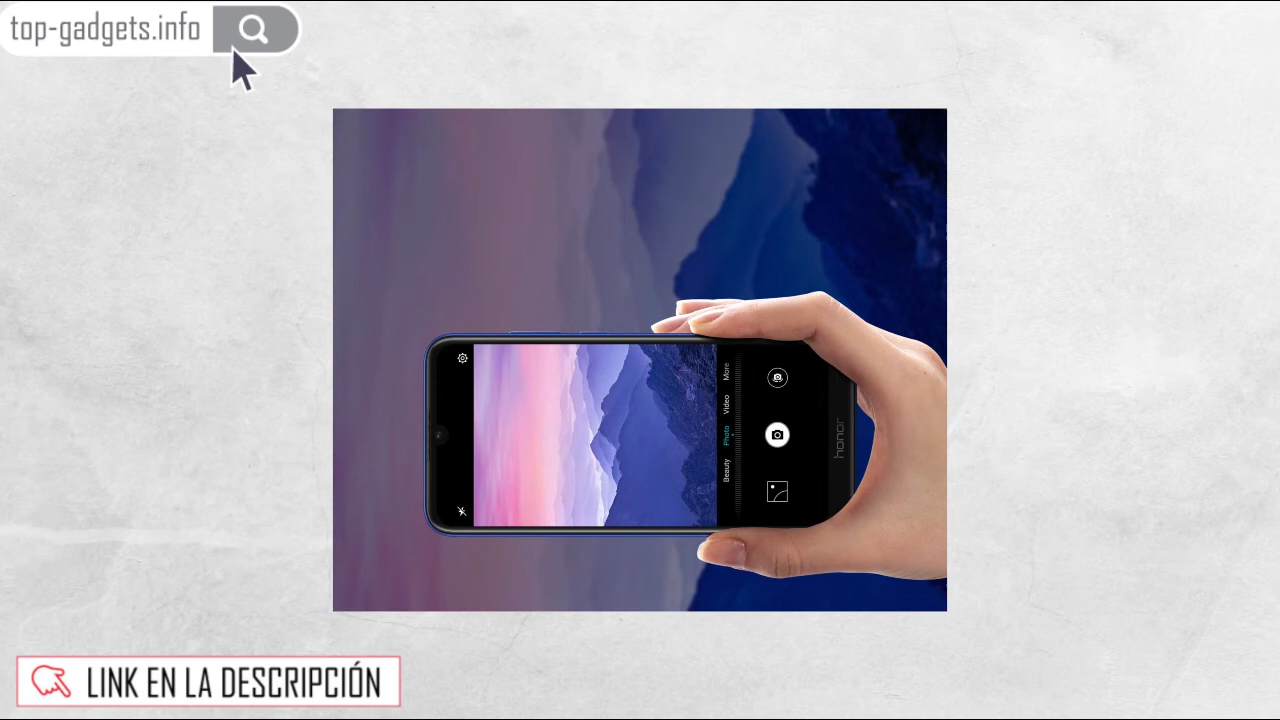 top-gadgets.info
More
Video
Photo
Beauty
honor
LINK EN LA DESCRIPCIÓN